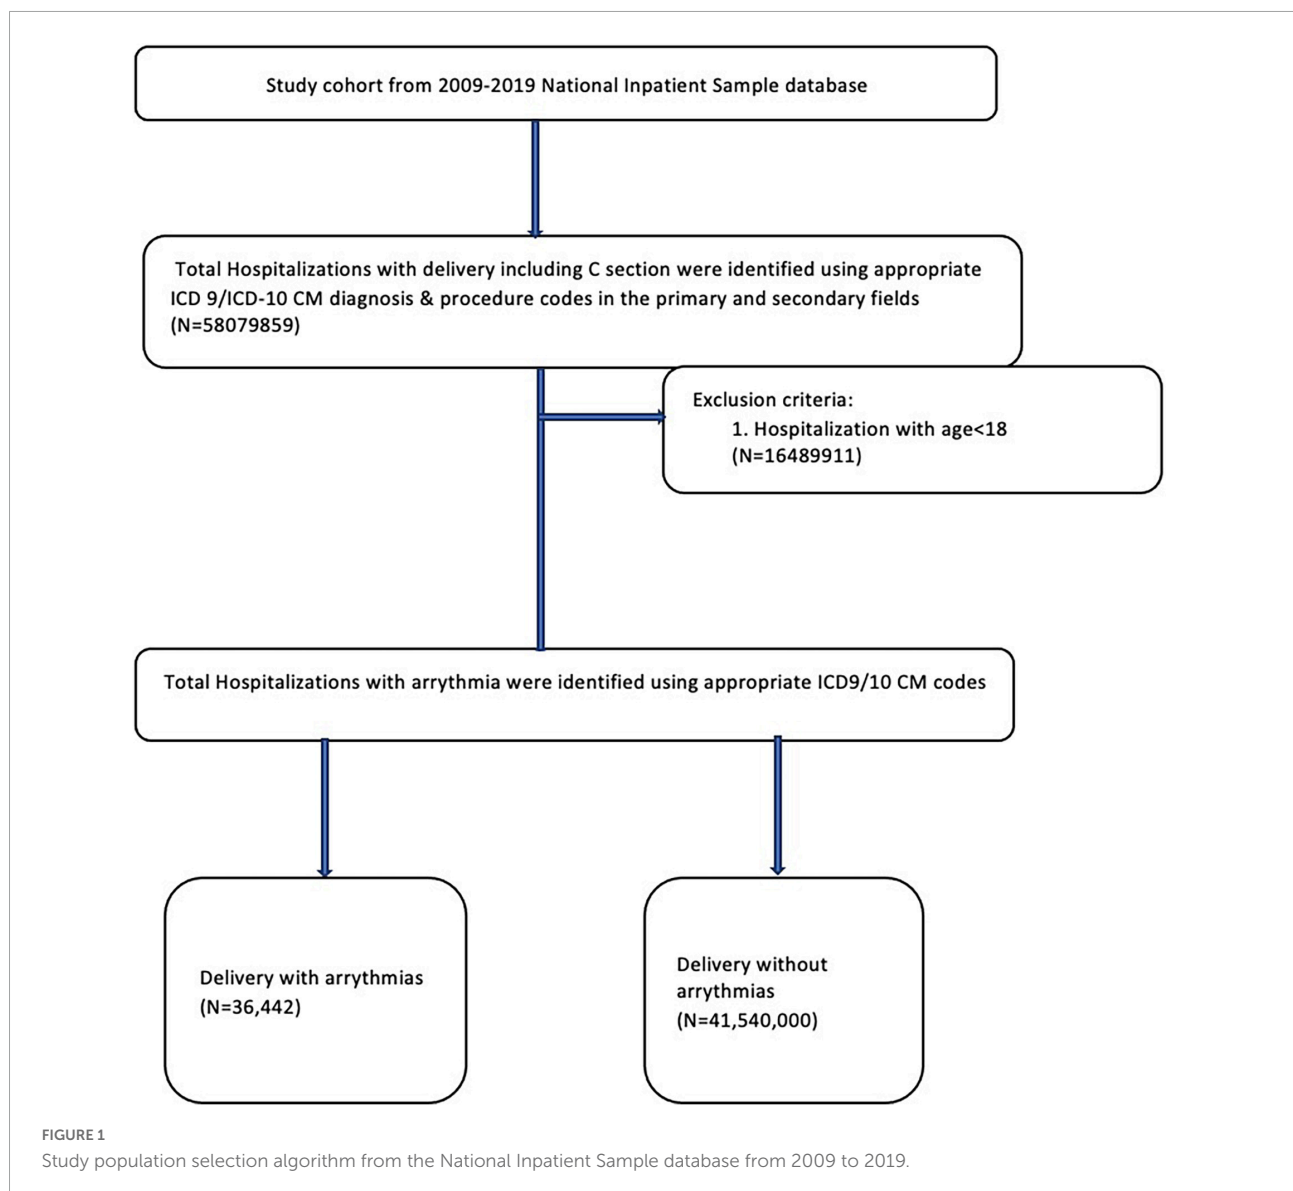 Study cohort from 2009-2019 National Inpatient Sample database
Total Hospitalizations with delivery including C section were identified using appropriate
ICD 9/ICD-10 CM diagnosis & procedure codes in the primary and secondary fields
(N=58079859)
Exclusion criteria:
1. Hospitalization with age<18
(N=16489911)
Total Hospitalizations with arrythmia were identified using appropriate ICD9/10 CM codes
Delivery with arrythmias
(N=36,442)
Delivery without
arrythmias
(N=41,540,000)
FIGURE 1
Study population selection algorithm from the National Inpatient Sample database from 2009 to 2019.